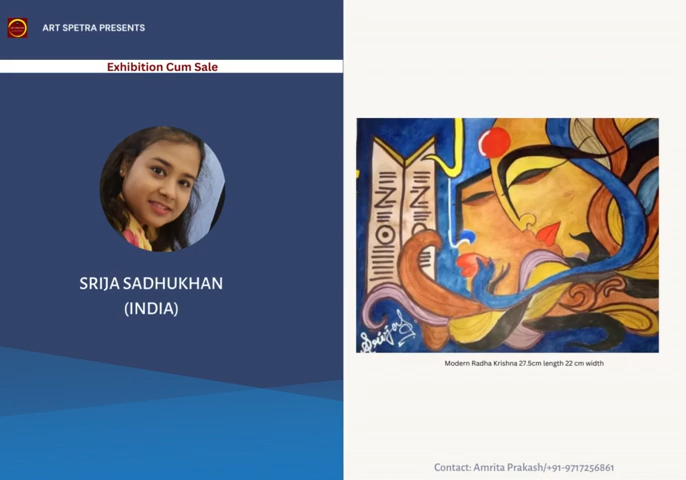 ART SPETRA PRESENTS
Exhibition Cum Sale
SRIJA SADHUKHAN
(INDIA)
Modern Radha Krishna 27.5cm length 22 cm width
Contact: Amrita Prakash/+91-9717256861